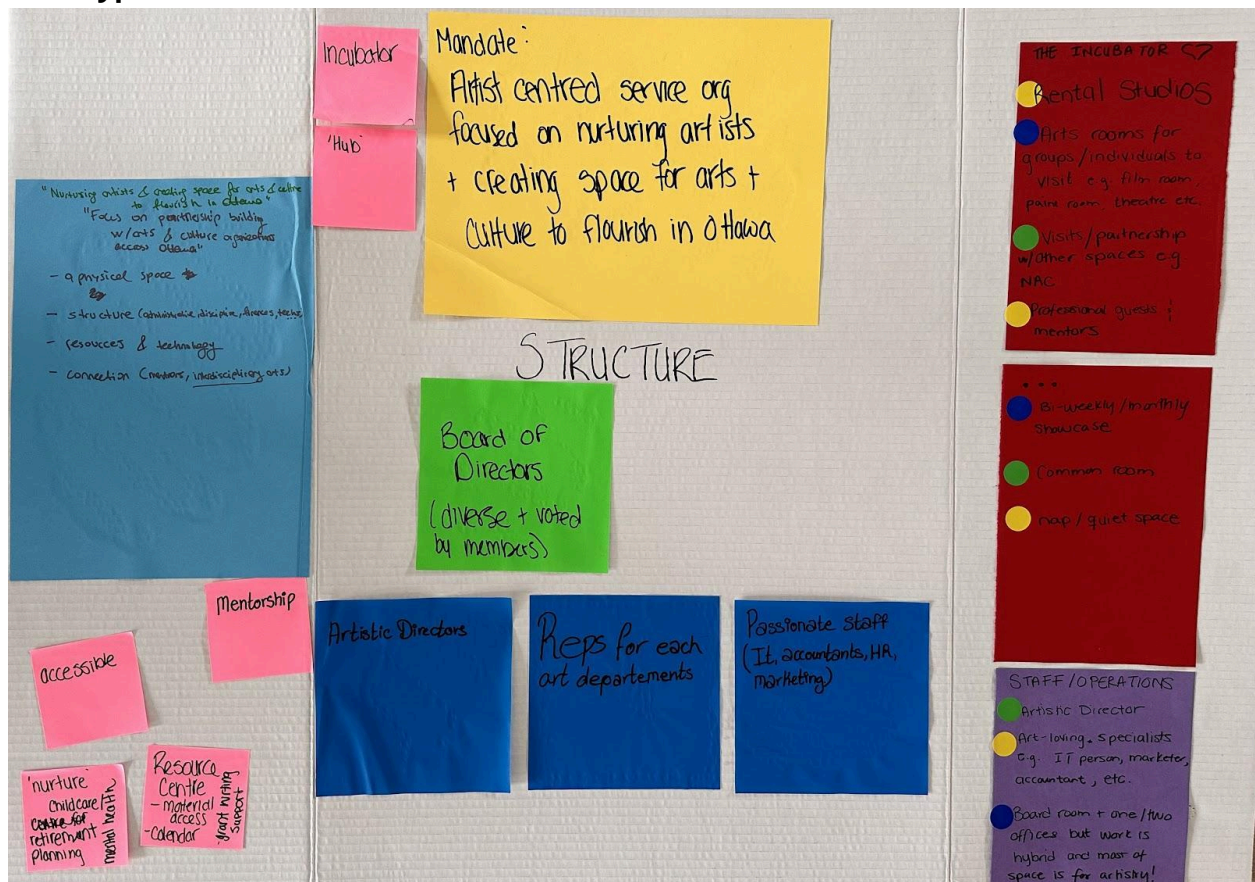 "Nurturing artists & creating space for arts & culture
to flourish in Ottawa"
"Focus on partnership building
w/arts & culture organizations
access Ottawa"
- a physical space
- structure (administrative, discipline, finances,
- resources & technology
- connection (mentors, interdisciplinary arts)
Mentorship
accessible
'nurture'
childcare/
centre for
retirement
planning
mental health
Resource
Centre
- material
access
- Calendar
- grant writing
support
Incubator
'Hub'
Mandate:
Artist centred service org
focused on nurturing artists
+ creating space for arts +
culture to flourish in Ottawa
STRUCTURE
Board of
Directors
(diverse + voted
by members)
Artistic Directors
Reps for each
art departements
Passionate staff
(It, accountants, HR,
marketing)
THE INCUBATOR
Rental Studios
Arts rooms for
groups/individuals to
visit e.g. film room,
paint room, theatre etc.
Visits/partnership
w/other spaces e.g
NAC
Professional guests &
mentors
...
Bi-weekly/monthly
showcase
Common room
nap/quiet space
STAFF/OPERATIONS
Artistic Director
Art-loving specialists
e.g. IT person, marketer,
accountant, etc.
Board room + one/two
offices but work is
hybrid and most of
space is for artistry!